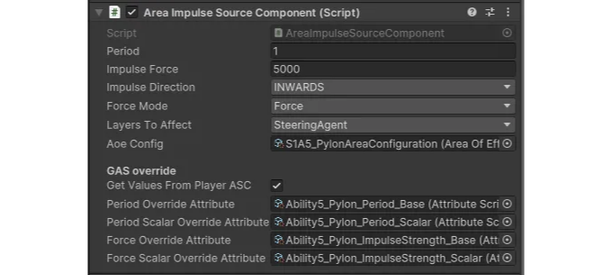 Area Impulse Source Component (Script)
Script AreaImpulseSourceComponent
Period 1
Impulse Force 5000
Impulse Direction INWARDS
Force Mode Force
Layers To Affect SteeringAgent
Aoe Config S1A5_PylonAreaConfiguration (Area Of Eff
GAS override
Get Values From Player ASC
Period Override Attribute Ability5_Pylon_Period_Base (Attribute Scri
Period Scalar Override Attribute Ability5_Pylon_Period_Scalar (Attribute Sc
Force Override Attribute Ability5_Pylon_ImpulseStrength_Base (Att
Force Scalar Override Attribute Ability5_Pylon_ImpulseStrength_Scalar (At